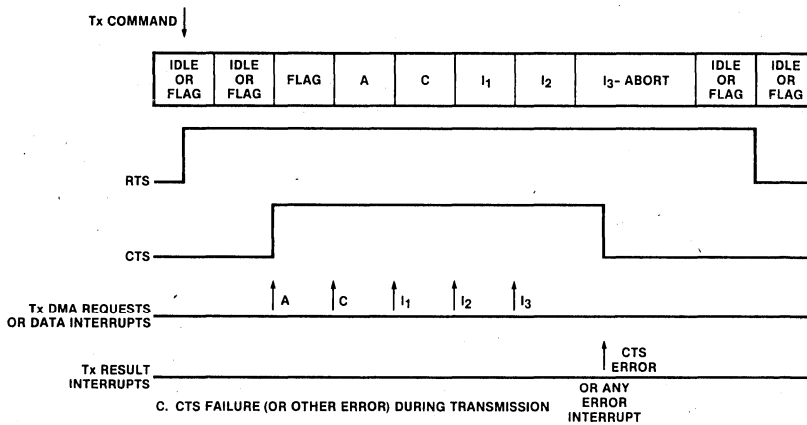 Tx COMMAND
IDLE OR FLAG
IDLE OR FLAG
FLAG
A
C
I1
I2
I3- ABORT
IDLE OR FLAG
IDLE OR FLAG
RTS
CTS
A
C
I1
I2
I3
Tx DMA REQUESTS
OR DATA INTERRUPTS
CTS
ERROR
Tx RESULT
INTERRUPTS
OR ANY
ERROR
INTERRUPT
C. CTS FAILURE (OR OTHER ERROR) DURING TRANSMISSION